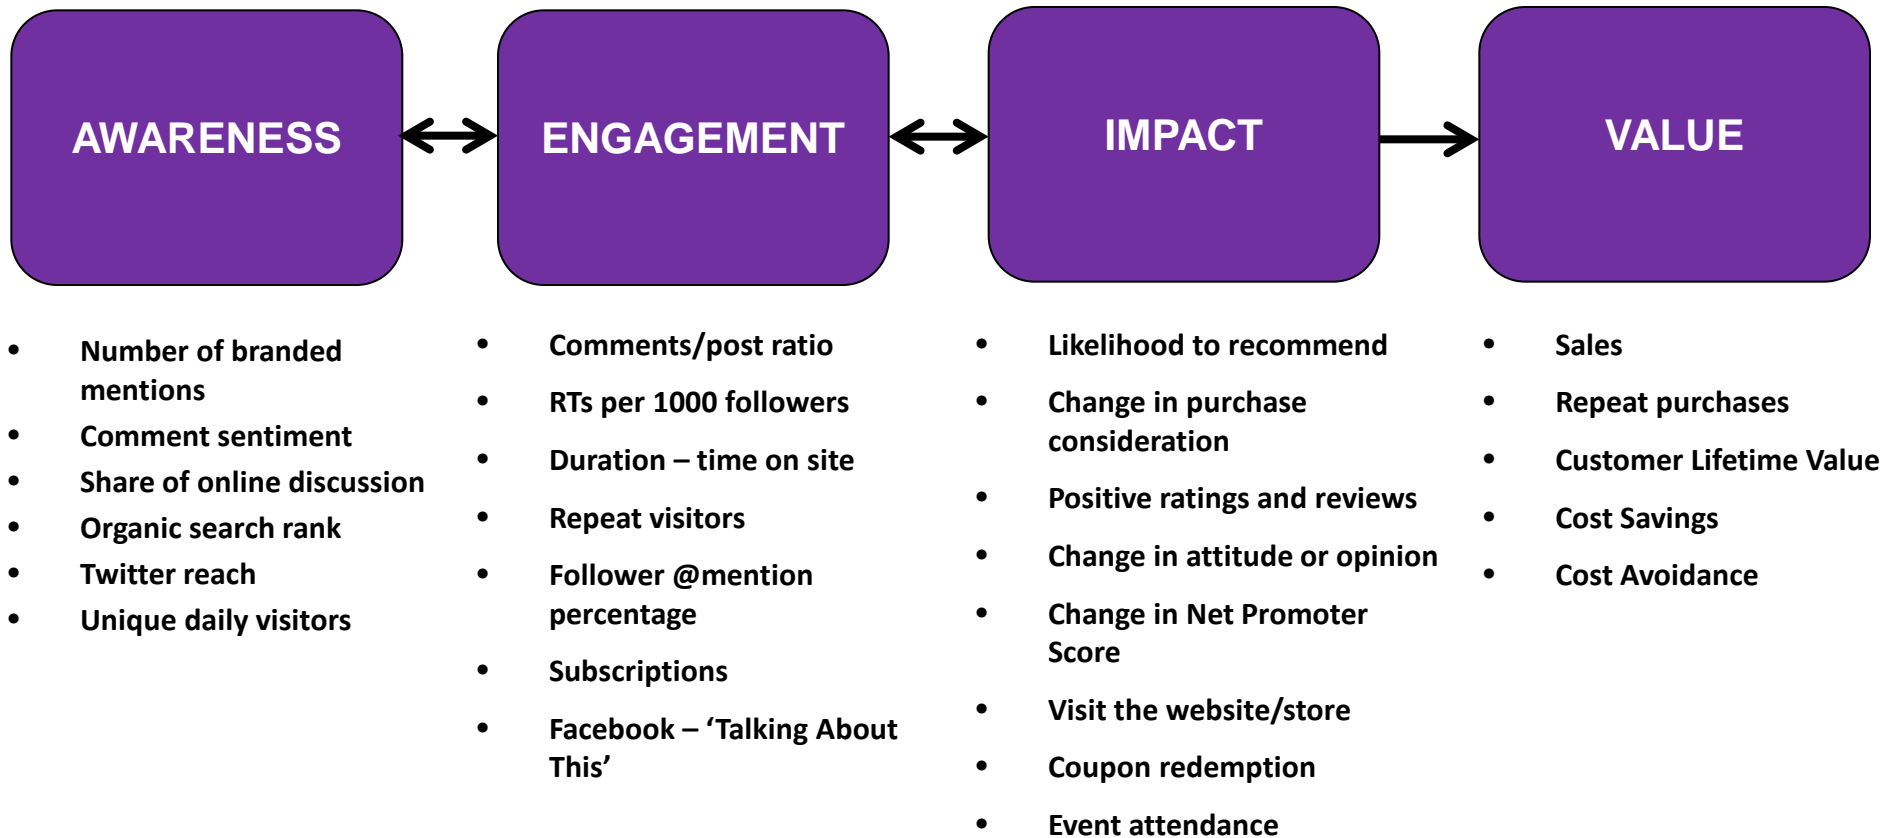 AWARENESS
ENGAGEMENT
IMPACT
VALUE
• Number of branded
mentions
• Comment sentiment
• Share of online discussion
• Organic search rank
• Twitter reach
• Unique daily visitors
• Comments/post ratio
• RTs per 1000 followers
• Duration – time on site
• Repeat visitors
• Follower @mention
percentage
• Subscriptions
• Facebook – ‘Talking About
This’
• Likelihood to recommend
• Change in purchase
consideration
• Positive ratings and reviews
• Change in attitude or opinion
• Change in Net Promoter
Score
• Visit the website/store
• Coupon redemption
• Event attendance
• Sales
• Repeat purchases
• Customer Lifetime Value
• Cost Savings
• Cost Avoidance